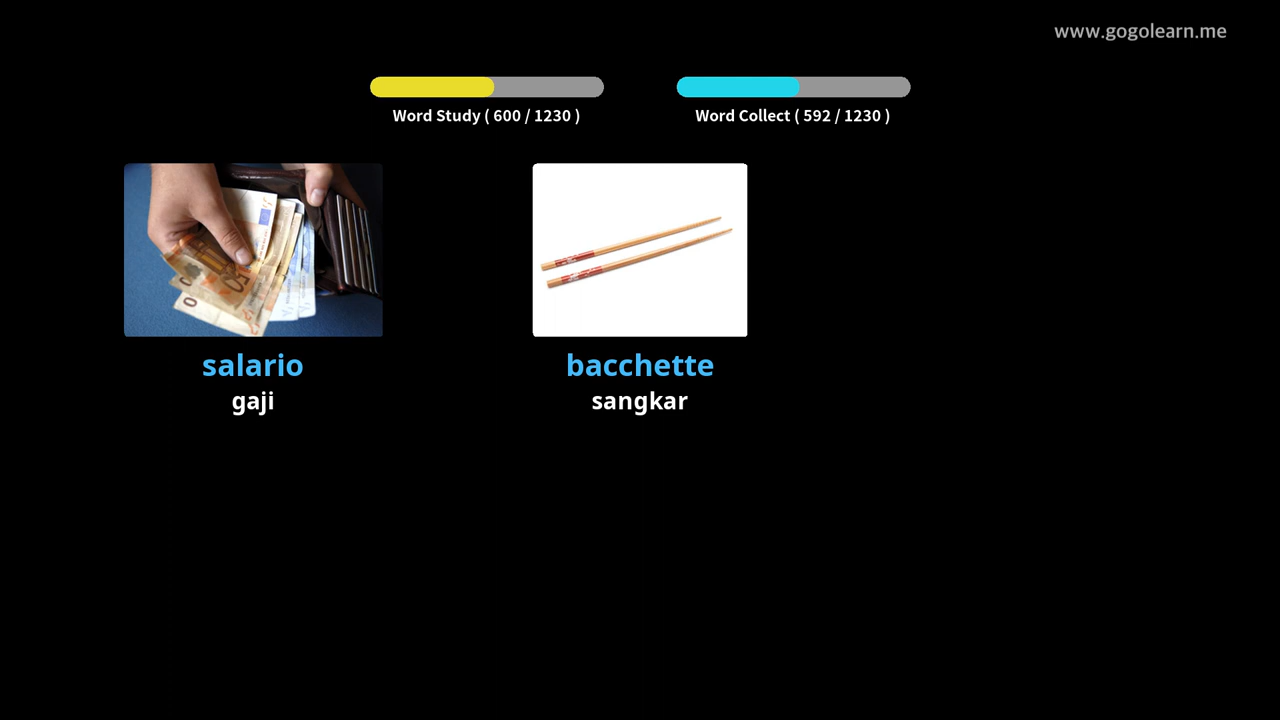 www.gogolearn.me
Word Study ( 600 / 1230 )
Word Collect ( 592 / 1230 )
salario
gaji
bacchette
sangkar